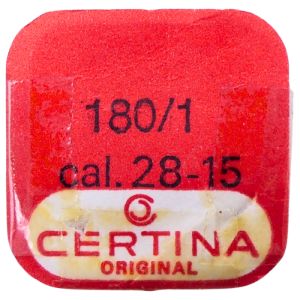 180/1
cal. 28-15
CERTINA
ORIGINAL